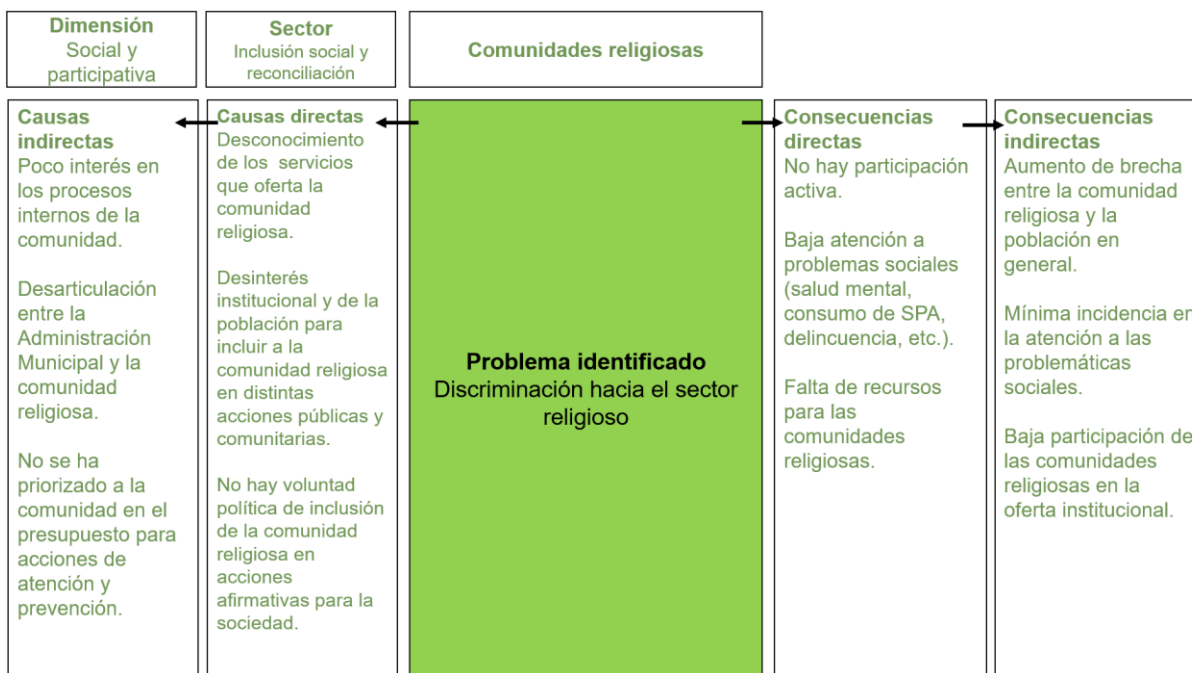 Dimensión
Social y
participativa
Sector
Inclusión social y
reconciliación
Comunidades religiosas
Causas
indirectas
Poco interés en
los procesos
internos de la
comunidad.
Desarticulación
entre la
Administración
Municipal y la
comunidad
religiosa.
No se ha
priorizado a la
comunidad en el
presupuesto para
acciones de
atención y
prevención.
Causas directas
Desconocimiento
de los servicios
que oferta la
comunidad
religiosa.
Desinterés
institucional y de la
población para
incluir a la
comunidad religiosa
en distintas
acciones públicas y
comunitarias.
No hay voluntad
política de inclusión
de la comunidad
religiosa en
acciones
afirmativas para la
sociedad.
Problema identificado
Discriminación hacia el sector
religioso
Consecuencias
directas
No hay participación
activa.
Baja atención a
problemas sociales
(salud mental,
consumo de SPA,
delincuencia, etc.).
Falta de recursos
para las
comunidades
religiosas.
Consecuencias
indirectas
Aumento de brecha
entre la comunidad
religiosa y la
población en
general.
Mínima incidencia en
la atención a las
problemáticas
sociales.
Baja participación de
las comunidades
religiosas en la
oferta institucional.